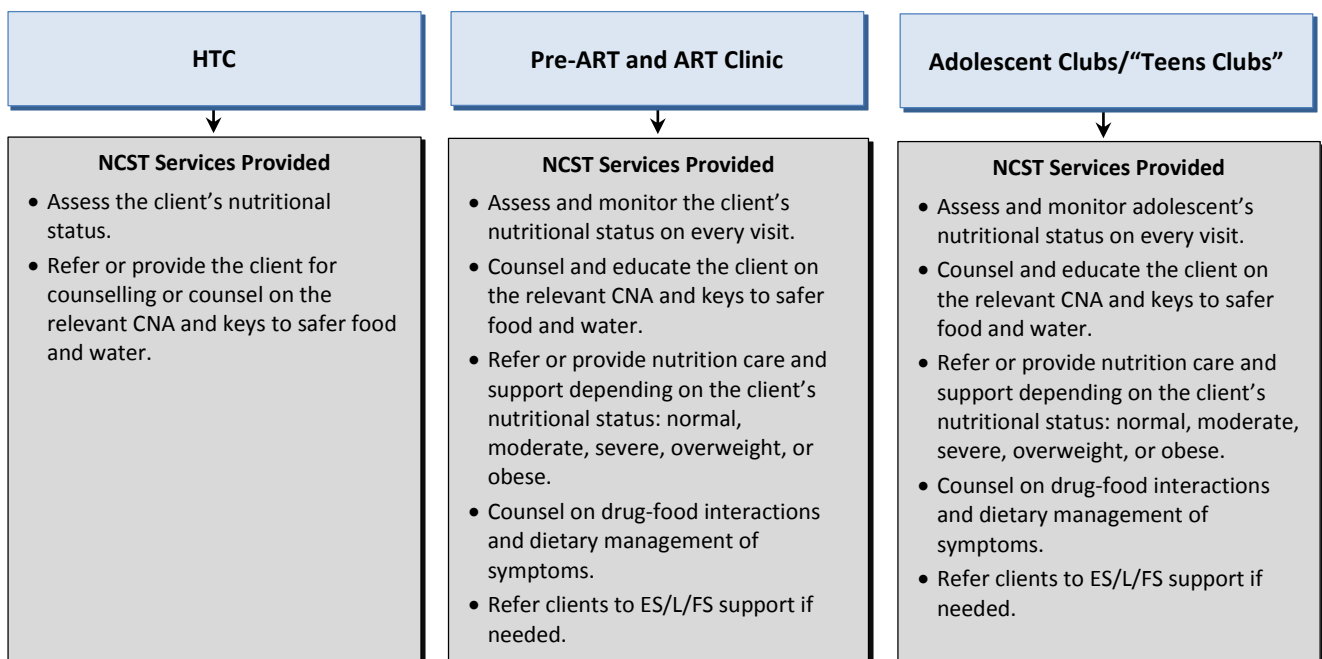 HTC
NCST Services Provided
• Assess the client’s nutritional
status.
• Refer or provide the client for
counselling or counsel on the
relevant CNA and keys to safer food
and water.
Pre-ART and ART Clinic
NCST Services Provided
• Assess and monitor the client’s
nutritional status on every visit.
• Counsel and educate the client on
the relevant CNA and keys to safer
food and water.
• Refer or provide nutrition care and
support depending on the client’s
nutritional status: normal,
moderate, severe, overweight, or
obese.
• Counsel on drug-food interactions
and dietary management of
symptoms.
• Refer clients to ES/L/FS support if
needed.
Adolescent Clubs/“Teens Clubs”
NCST Services Provided
• Assess and monitor adolescent’s
nutritional status on every visit.
• Counsel and educate the client on
the relevant CNA and keys to safer
food and water.
• Refer or provide nutrition care and
support depending on the client’s
nutritional status: normal, moderate,
severe, overweight, or obese.
• Counsel on drug-food interactions
and dietary management of
symptoms.
• Refer clients to ES/L/FS support if
needed.